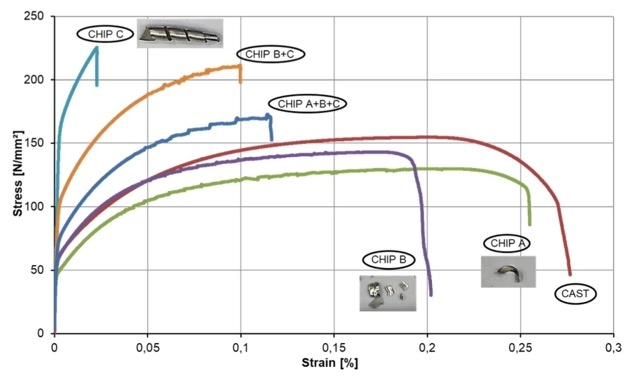 250
CHIP C
CHIP B+C
200
CHIP A+B+C
150
Stress [N/mm²]
100
CHIP A
CHIP B
50
CAST
0
0 0,05 0,1 0,15 0,2 0,25 0,3
Strain [%]